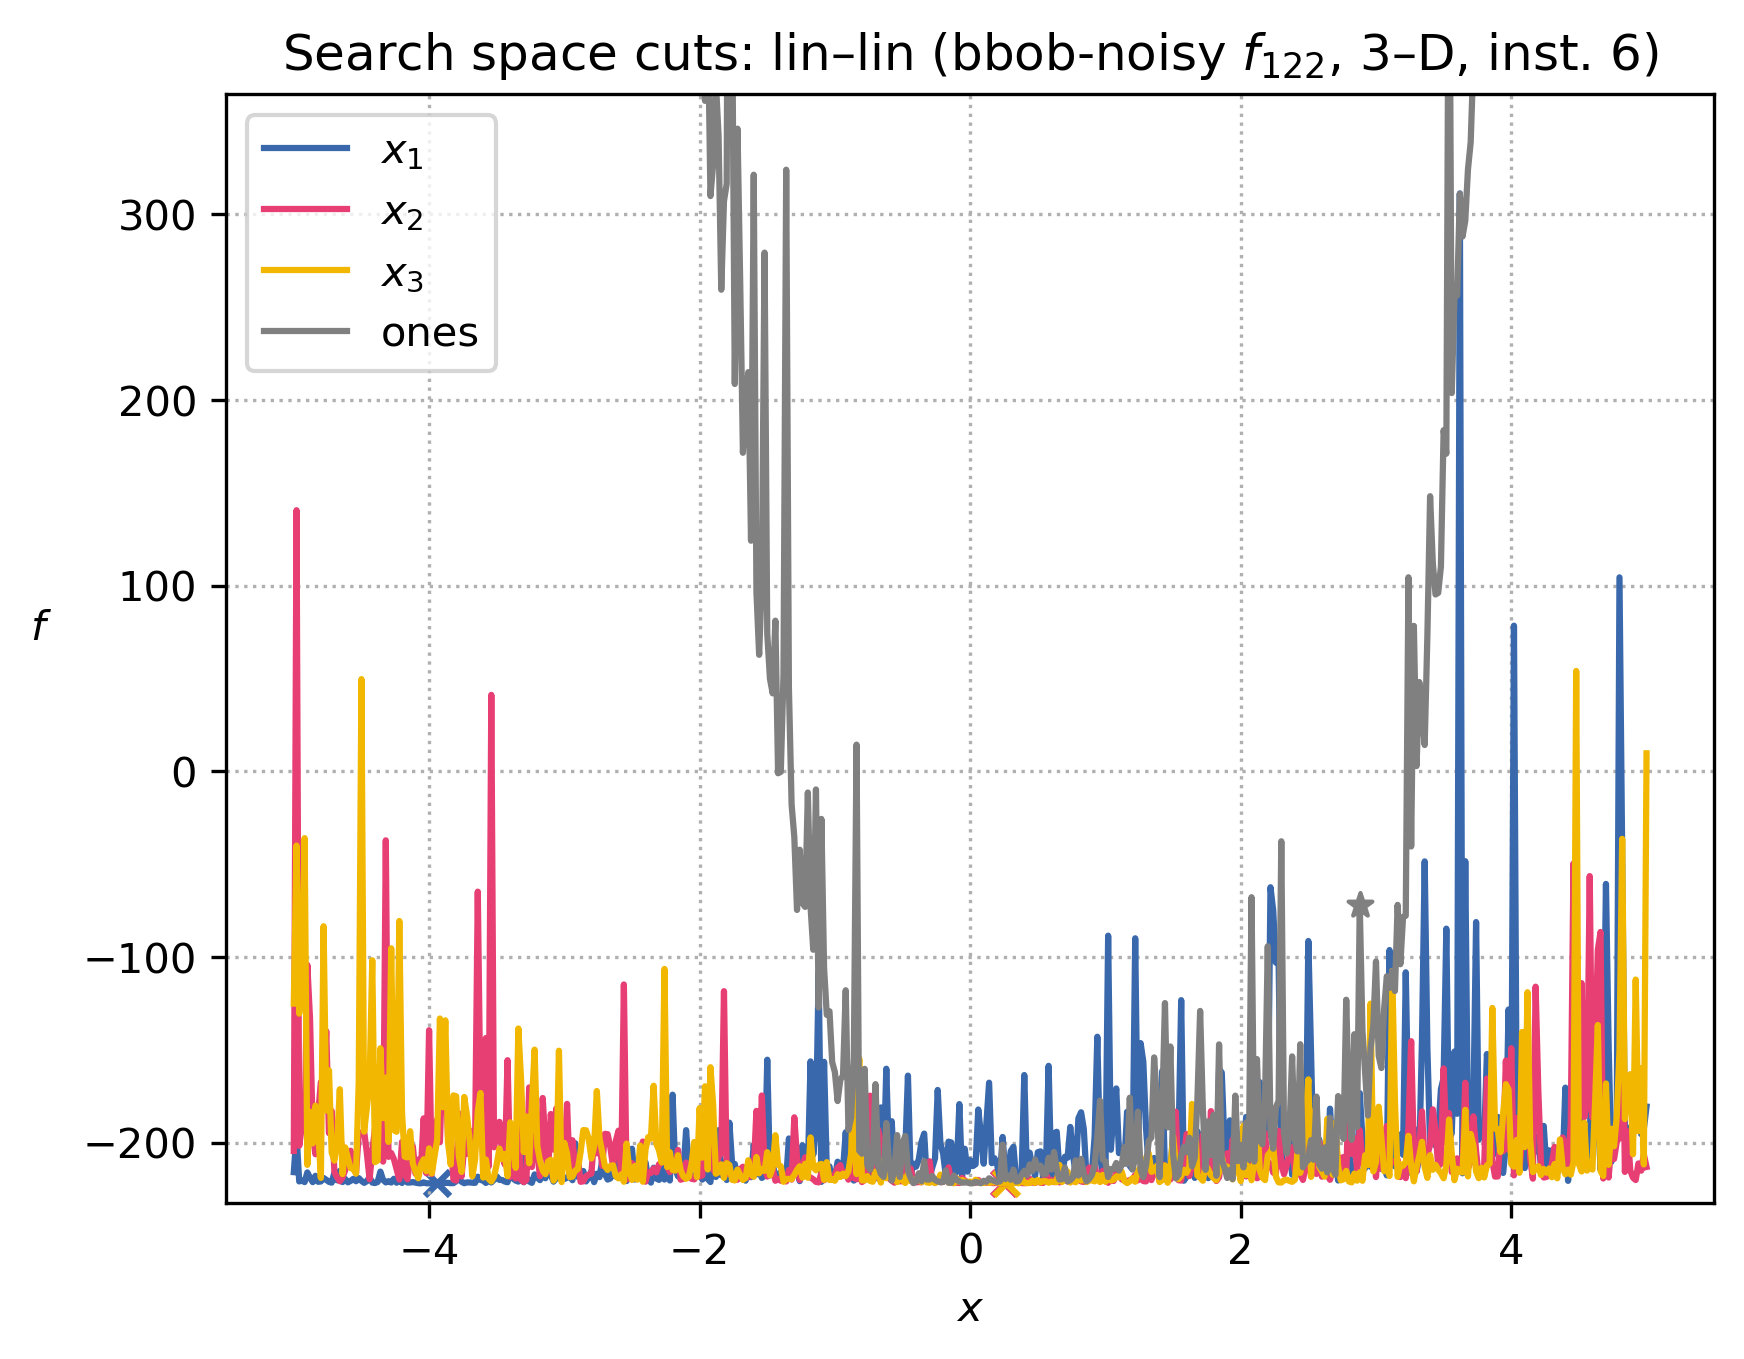 Search space cuts: lin–lin (bbob-noisy f122, 3–D, inst. 6)
x1
x2
x3
ones
300
200
100
0
−100
−200
f
−4
−2
0
2
4
x